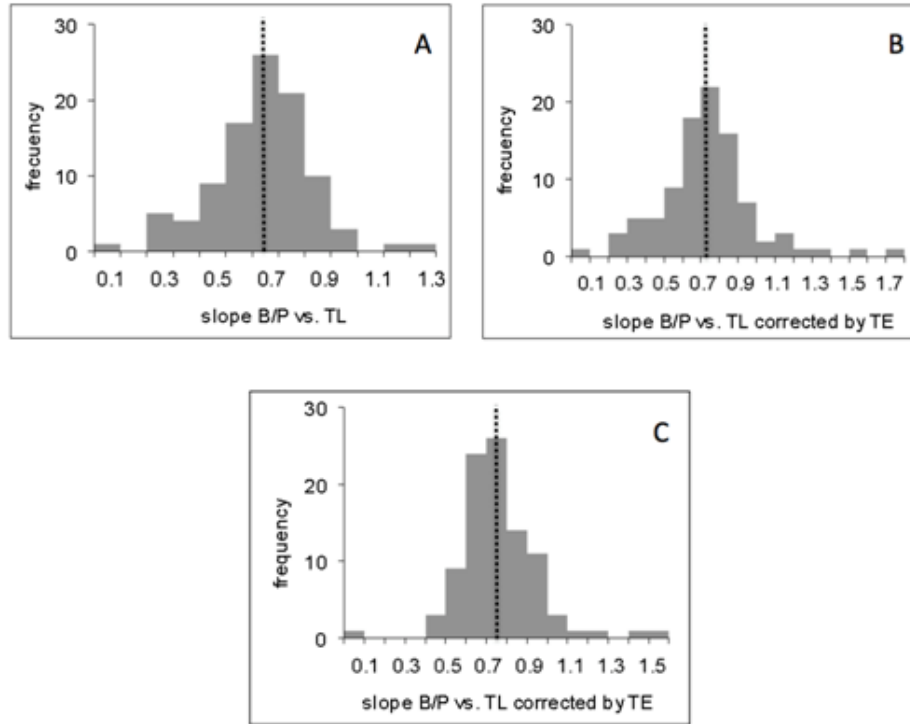 A
30
20
10
0
frecuency
0.1 0.3 0.5 0.7 0.9 1.1 1.3
slope B/P vs. TL
B
30
20
10
0
frecuency
0.1 0.3 0.5 0.7 0.9 1.1 1.3 1.5 1.7
slope B/P vs. TL corrected by TE
C
30
20
10
0
frequency
0.1 0.3 0.5 0.7 0.9 1.1 1.3 1.5
slope B/P vs. TL corrected by TE